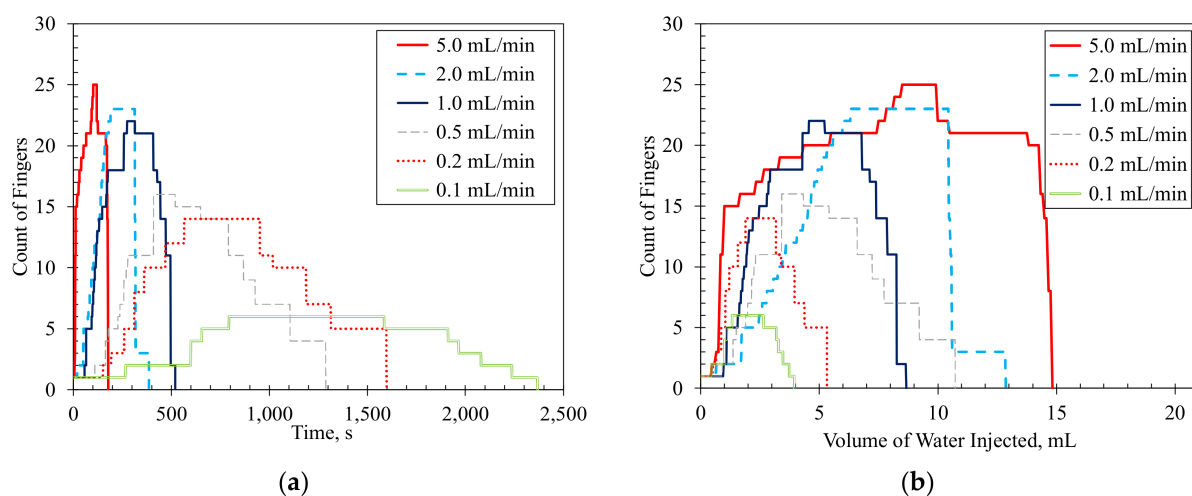 30
25
20
15
10
5
0
Count of Fingers
0
500
1,000
1,500
2,000
2,500
Time, s
5.0 mL/min
2.0 mL/min
1.0 mL/min
0.5 mL/min
0.2 mL/min
0.1 mL/min
(a)
30
25
20
15
10
5
0
Count of Fingers
0
5
10
15
20
Volume of Water Injected, mL
5.0 mL/min
2.0 mL/min
1.0 mL/min
0.5 mL/min
0.2 mL/min
0.1 mL/min
(b)